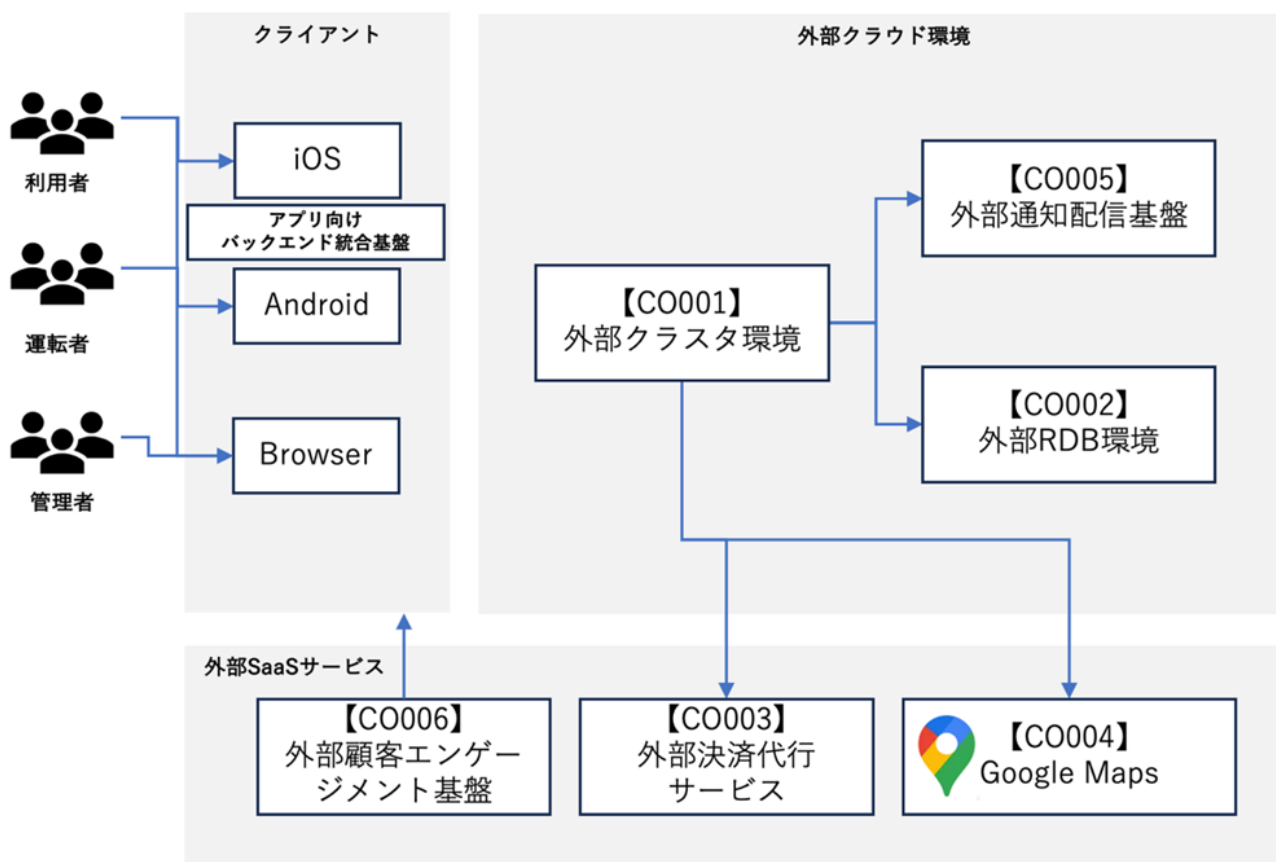 クライアント
利用者
運転者
管理者
iOS
アプリ向け
バックエンド統合基盤
Android
Browser
外部クラウド環境
【CO001】
外部クラスタ環境
【CO005】
外部通知配信基盤
【CO002】
外部RDB環境
外部SaaSサービス
【CO006】
外部顧客エンゲー
ジメント基盤
【CO003】
外部決済代行
サービス
【CO004】
Google Maps